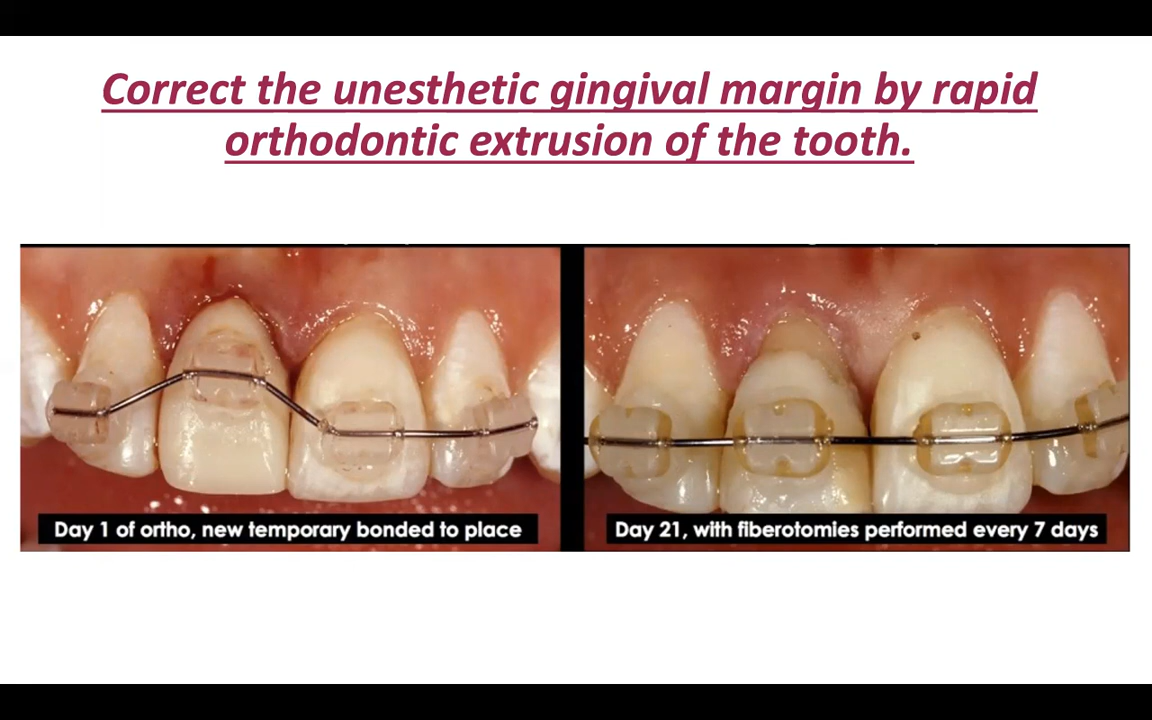 Correct the unesthetic gingival margin by rapid
orthodontic extrusion of the tooth.
Day 1 of ortho, new temporary bonded to place
Day 21, with fiberotomies performed every 7 days